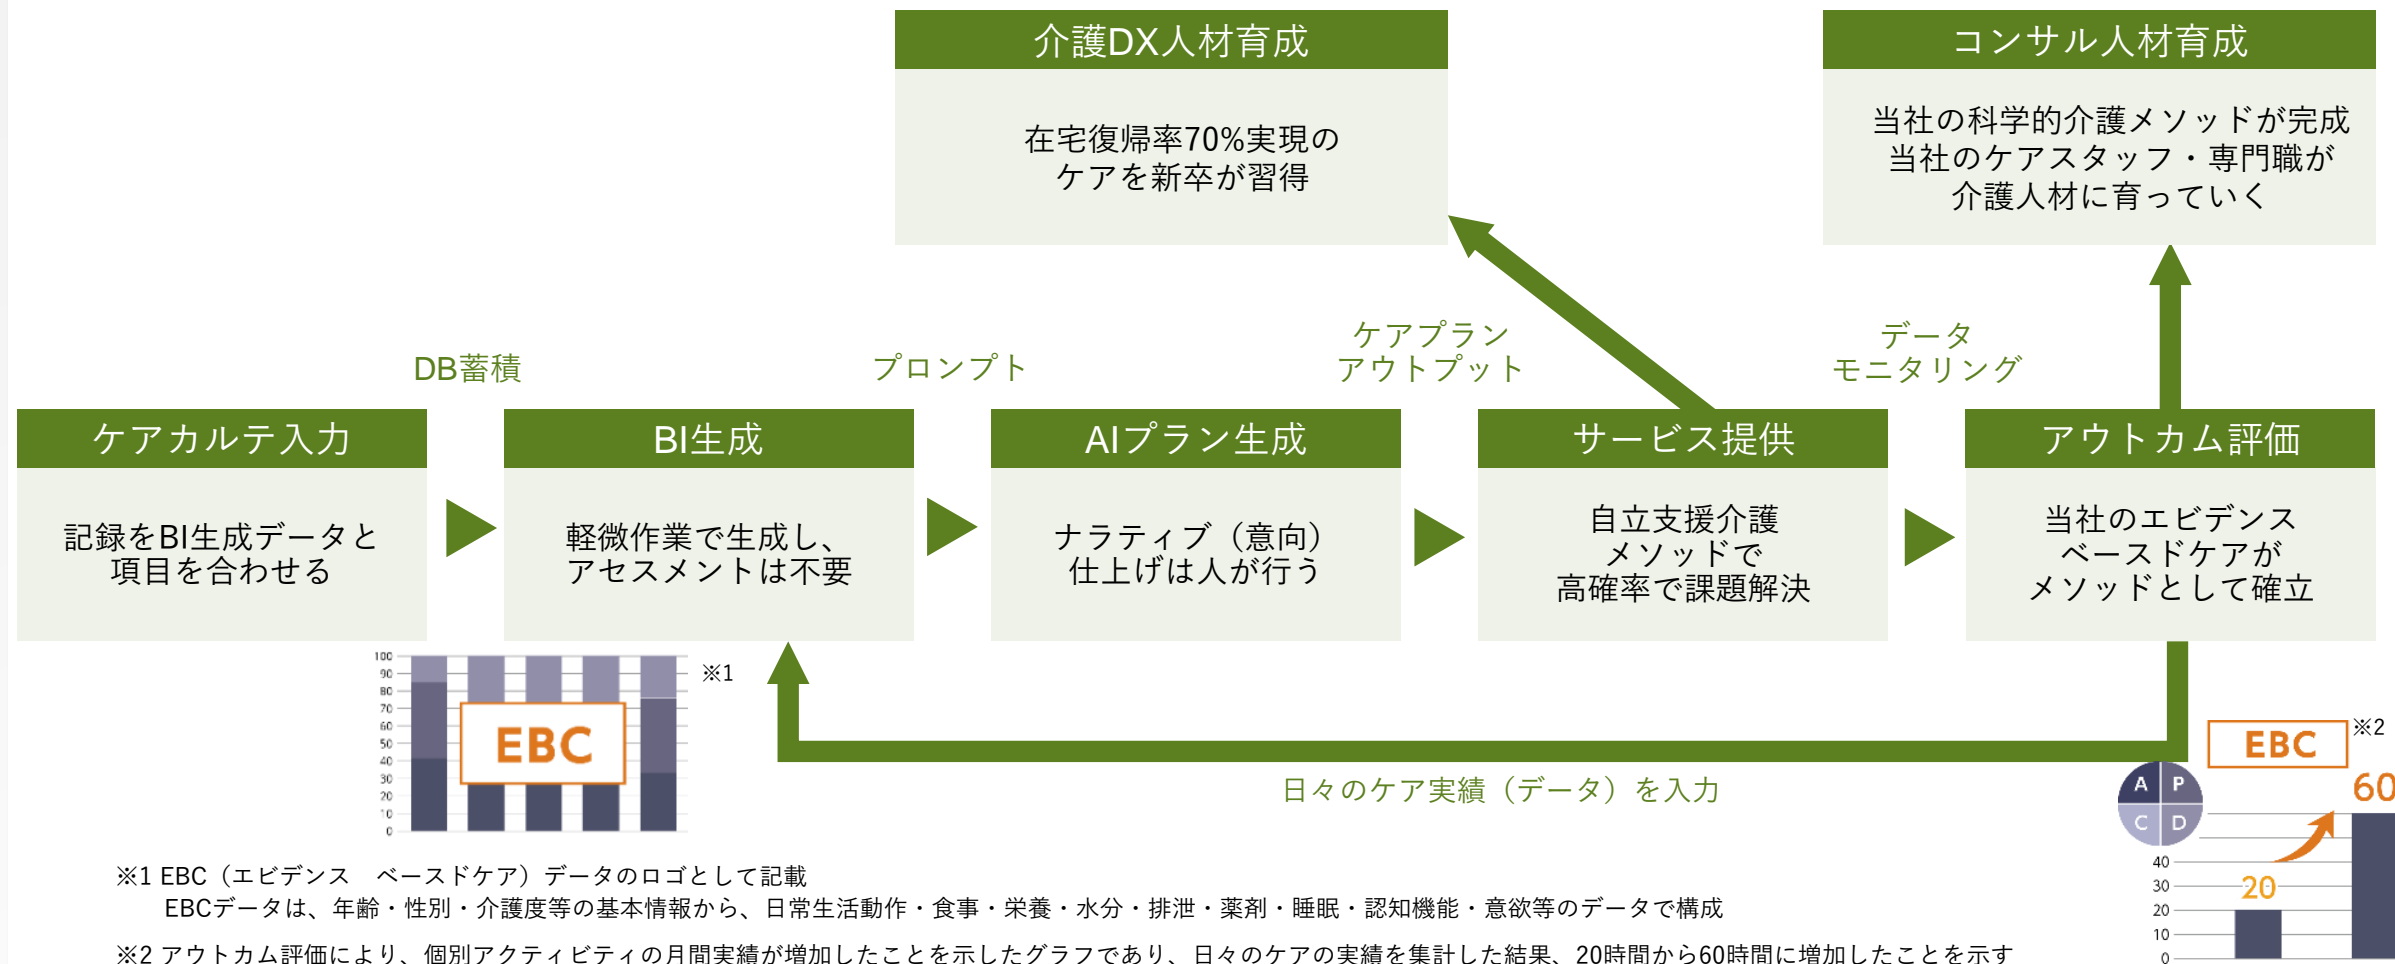 介護DX人材育成
在宅復帰率70%実現の
ケアを新卒が習得
コンサル人材育成
当社の科学的介護メソッドが完成
当社のケアスタッフ・専門職が
介護人材に育っていく
DB蓄積
プロンプト
ケアプラン
アウトプット
データ
モニタリング
ケアカルテ入力
記録をBI生成データと
項目を合わせる
BI生成
軽微作業で生成し、
アセスメントは不要
AIプラン生成
ナラティブ（意向）
仕上げは人が行う
サービス提供
自立支援介護
メソッドで
高確率で課題解決
アウトカム評価
当社のエビデンス
ベースドケアが
メソッドとして確立
100
90
80
70
60
50
40
30
20
10
0
EBC
※1
日々のケア実績（データ）を入力
EBC
※2
A P
C D
60
40
30
20
10
0
20
※1 EBC（エビデンス　ベースドケア）データのロゴとして記載
EBCデータは、年齢・性別・介護度等の基本情報から、日常生活動作・食事・栄養・水分・排泄・薬剤・睡眠・認知機能・意欲等のデータで構成
※2 アウトカム評価により、個別アクティビティの月間実績が増加したことを示したグラフであり、日々のケアの実績を集計した結果、20時間から60時間に増加したことを示す